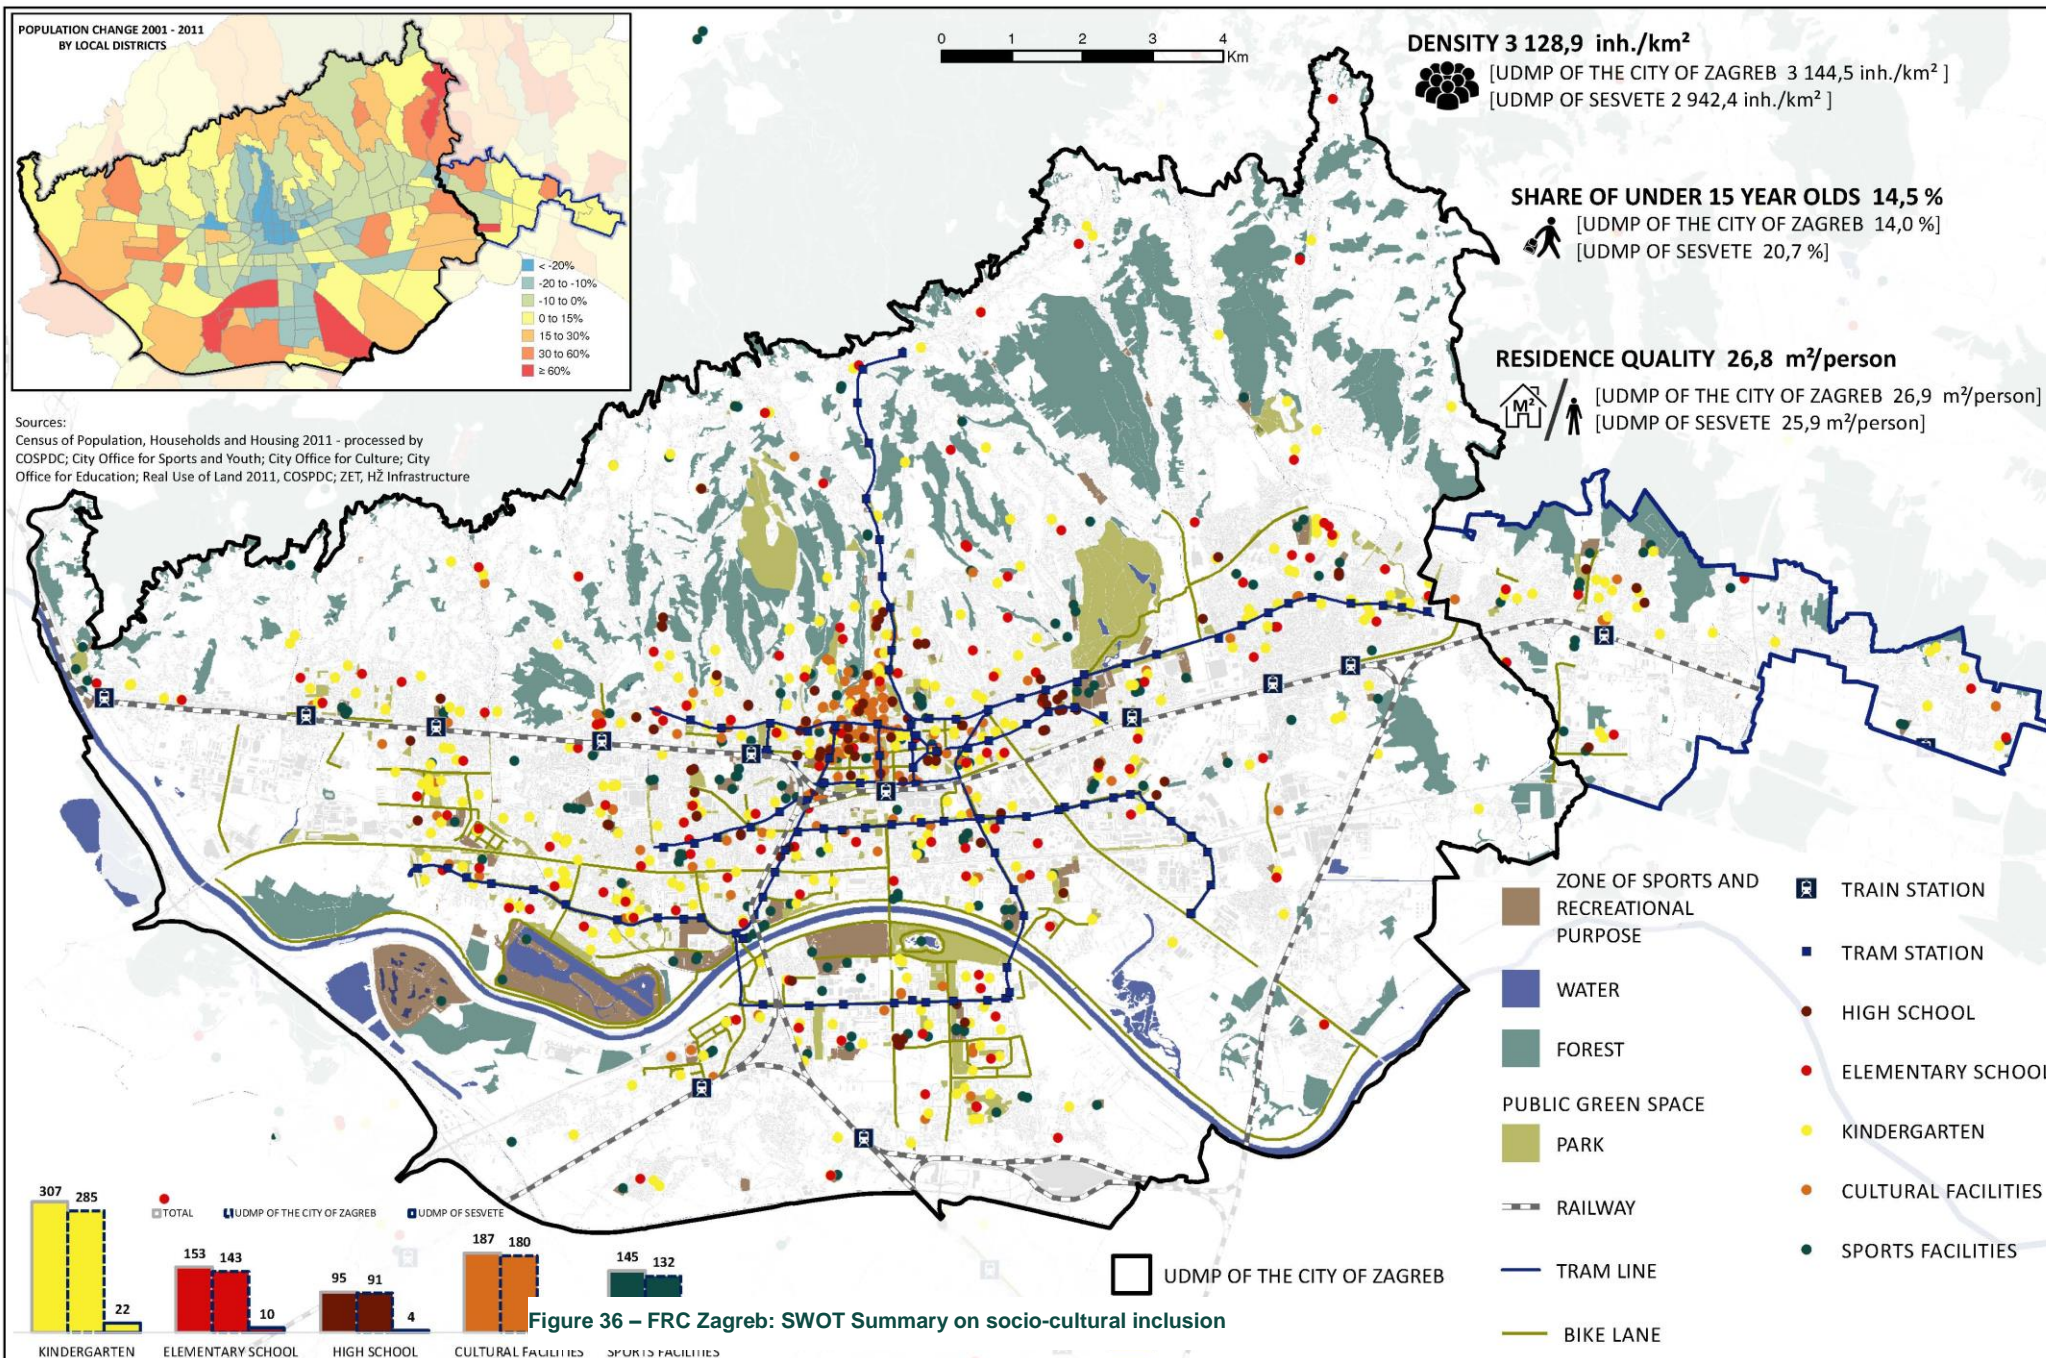 POPULATION CHANGE 2001 - 2011
BY LOCAL DISTRICTS
< -20%
-20 to -10%
-10 to 0%
0 to 15%
15 to 30%
30 to 60%
≥ 60%
0 1 2 3 4
Km
DENSITY 3 128,9 inh./km²
[UDMP OF THE CITY OF ZAGREB 3 144,5 inh./km² ]
[UDMP OF SESVETE 2 942,4 inh./km² ]
SHARE OF UNDER 15 YEAR OLDS 14,5 %
[UDMP OF THE CITY OF ZAGREB 14,0 %]
[UDMP OF SESVETE 20,7 %]
RESIDENCE QUALITY 26,8 m²/person
M²
[UDMP OF THE CITY OF ZAGREB 26,9 m²/person]
[UDMP OF SESVETE 25,9 m²/person]
Sources:
Census of Population, Households and Housing 2011 - processed by
COSPDC; City Office for Sports and Youth; City Office for Culture; City
Office for Education; Real Use of Land 2011, COSPDC; ZET, HŽ Infrastructure
ZONE OF SPORTS AND
RECREATIONAL
PURPOSE
WATER
FOREST
PUBLIC GREEN SPACE
PARK
RAILWAY
TRAM LINE
BIKE LANE
TRAIN STATION
TRAM STATION
HIGH SCHOOL
ELEMENTARY SCHOOL
KINDERGARTEN
CULTURAL FACILITIES
SPORTS FACILITIES
UDMP OF THE CITY OF ZAGREB
TOTAL UDMP OF THE CITY OF ZAGREB UDMP OF SESVETE
307 285 22
153 143 10
95 91 4
187 180
145 132
KINDERGARTEN ELEMENTARY SCHOOL HIGH SCHOOL CULTURAL FACILITIES SPORTS FACILITIES
Figure 36 – FRC Zagreb: SWOT Summary on socio-cultural inclusion